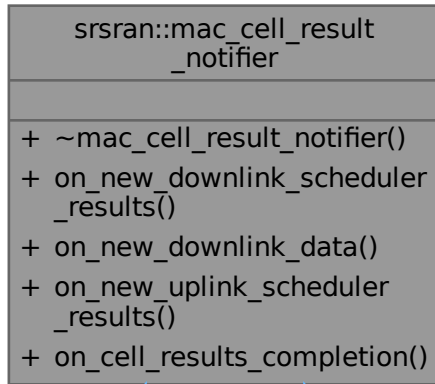 srsran::mac_cell_result
_notifier
+ ~mac_cell_result_notifier()
+ on_new_downlink_scheduler
_results()
+ on_new_downlink_data()
+ on_new_uplink_scheduler
_results()
+ on_cell_results_completion()